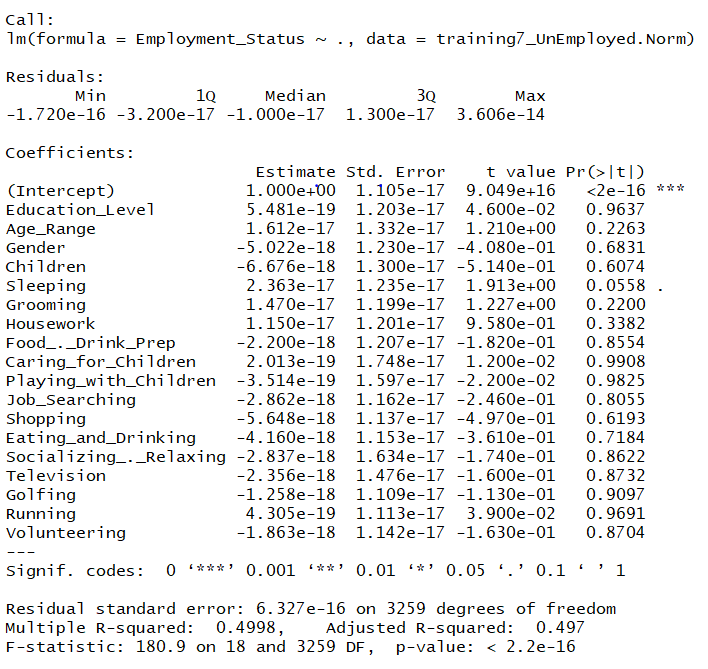 Call:
lm(formula = Employment_Status ~ ., data = training7_UnEmployed.Norm)
Residuals:
Min 1Q Median 3Q Max
-1.720e-16 -3.200e-17 -1.000e-17 1.300e-17 3.606e-14
Coefficients:
Estimate Std. Error t value Pr(>|t|)
(Intercept) 1.000e+00 1.105e-17 9.049e+16 <2e-16 ***
Education_Level 5.481e-19 1.203e-17 4.600e-02 0.9637
Age_Range 1.612e-17 1.332e-17 1.210e+00 0.2263
Gender -5.022e-18 1.230e-17 -4.080e-01 0.6831
Children -6.676e-18 1.300e-17 -5.140e-01 0.6074
Sleeping 2.363e-17 1.235e-17 1.913e+00 0.0558 .
Grooming 1.470e-17 1.199e-17 1.227e+00 0.2200
Housework 1.150e-17 1.201e-17 9.580e-01 0.3382
Food_._Drink_Prep -2.200e-18 1.207e-17 -1.820e-01 0.8554
Caring_for_Children 2.013e-19 1.748e-17 1.200e-02 0.9908
Playing_with_Children -3.514e-19 1.597e-17 -2.200e-02 0.9825
Job_Searching -2.862e-18 1.162e-17 -2.460e-01 0.8055
Shopping -5.648e-18 1.137e-17 -4.970e-01 0.6193
Eating_and_Drinking -4.160e-18 1.153e-17 -3.610e-01 0.7184
Socializing_._Relaxing -2.837e-18 1.634e-17 -1.740e-01 0.8622
Television -2.356e-18 1.476e-17 -1.600e-01 0.8732
Golfing -1.258e-18 1.109e-17 -1.130e-01 0.9097
Running 4.305e-19 1.113e-17 3.900e-02 0.9691
Volunteering -1.863e-18 1.142e-17 -1.630e-01 0.8704
---
Signif. codes: 0 ‘***’ 0.001 ‘**’ 0.01 ‘*’ 0.05 ‘.’ 0.1 ‘ ’ 1
Residual standard error: 6.327e-16 on 3259 degrees of freedom
Multiple R-squared: 0.4998, Adjusted R-squared: 0.497
F-statistic: 180.9 on 18 and 3259 DF, p-value: < 2.2e-16